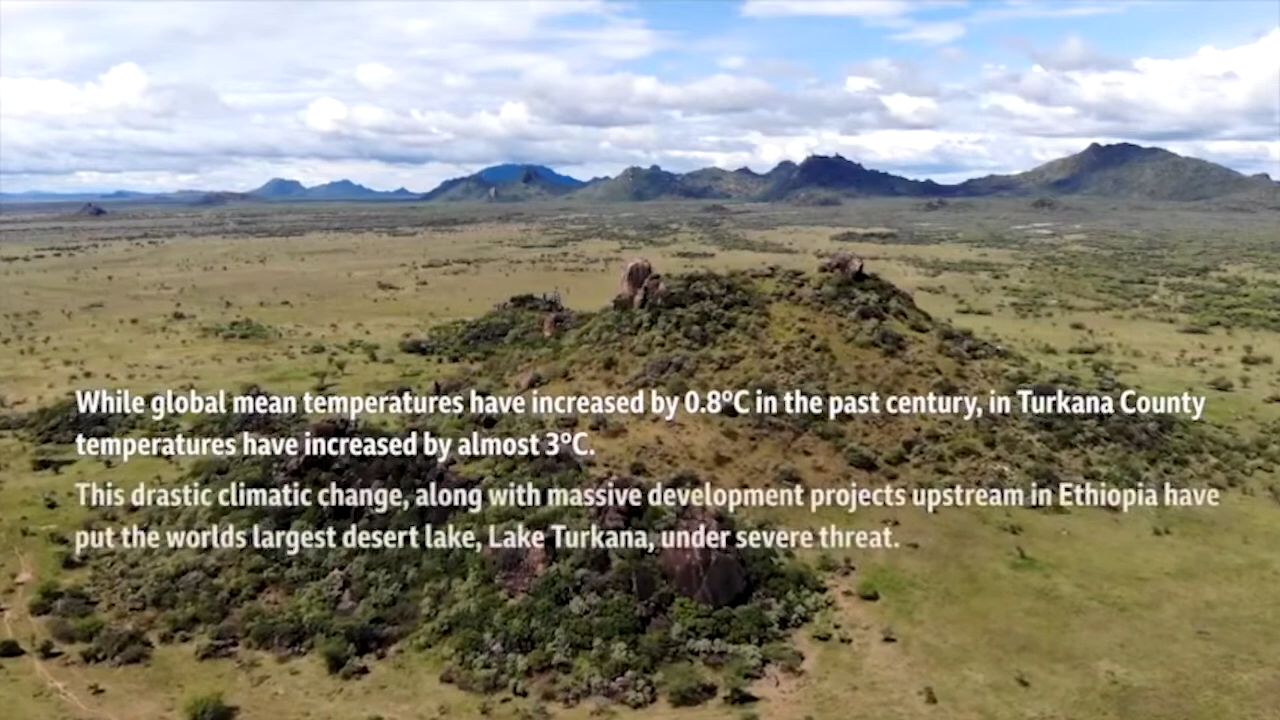 While global mean temperatures have increased by 0.8°C in the past century, in Turkana County
temperatures have increased by almost 3°C.
This drastic climatic change, along with massive development projects upstream in Ethiopia have
put the worlds largest desert lake, Lake Turkana, under severe threat.